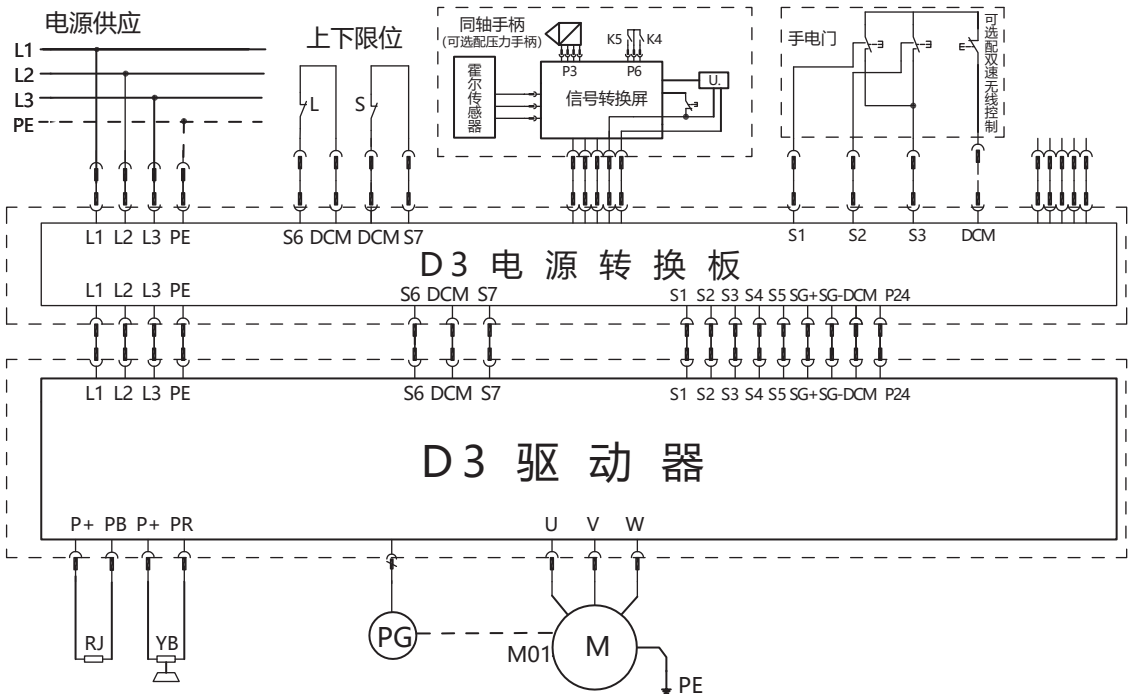 电源供应
L1
L2
L3
PE
上下限位
L
S
同轴手柄
(可选配压力手柄)
K5
K4
P3
P6
霍尔传感器
信号转换屏
U.
手电门
可选配双速无线控制
L1 L2 L3 PE
S6 DCM DCM S7
S1 S2 S3 DCM
D3 电源转换板
L1 L2 L3 PE
S6 DCM S7
S1 S2 S3 S4 S5 SG+ SG- DCM P24
L1 L2 L3 PE
S6 DCM S7
S1 S2 S3 S4 S5 SG+ SG- DCM P24
D3 驱动器
P+ PB P+ PR
U V W
RJ
YB
PG
M01
M
PE